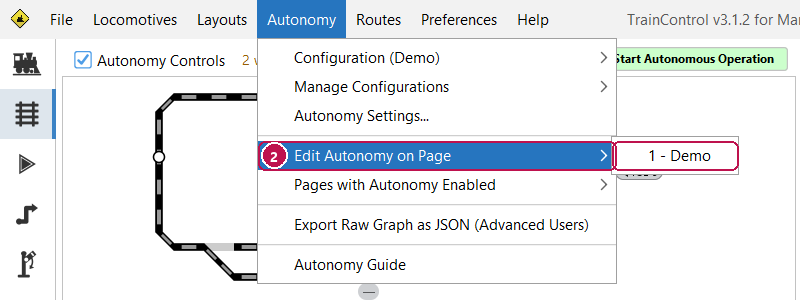 File Locomotives Layouts Autonomy Routes Preferences Help TrainControl v3.1.2 for
Autonomy Controls 2
Configuration (Demo)
Start Autonomous Operation
Manage Configurations
Autonomy Settings...
2 Edit Autonomy on Page
1 - Demo
Pages with Autonomy Enabled
Export Raw Graph as JSON (Advanced Users)
Autonomy Guide